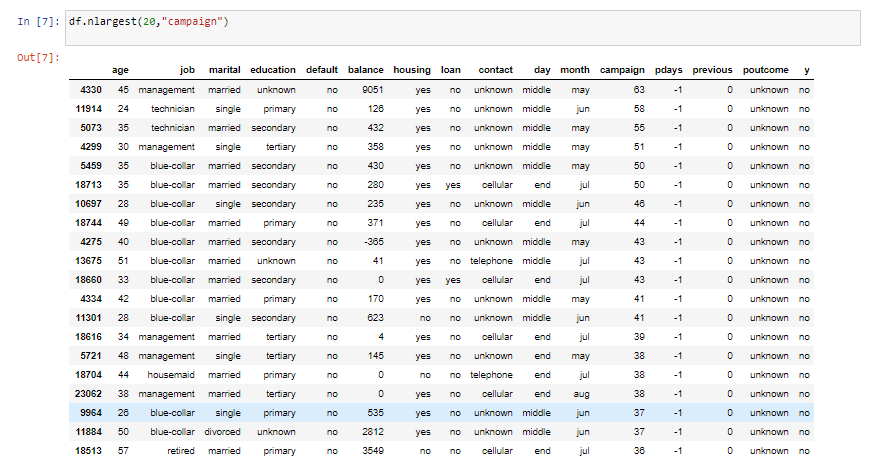 In [7]: df.nlargest(20,"campaign")
Out[7]:
age job marital education default balance housing loan contact day month campaign pdays previous poutcome y
4330 45 management married unknown no 9051 yes no unknown middle may 63 -1 0 unknown no
11914 24 technician single primary no 126 yes no unknown middle jun 58 -1 0 unknown no
5073 35 technician married secondary no 432 yes no unknown middle may 55 -1 0 unknown no
4299 30 management single tertiary no 358 yes no unknown middle may 51 -1 0 unknown no
5459 35 blue-collar married secondary no 430 yes no unknown middle may 50 -1 0 unknown no
18713 35 blue-collar married secondary no 280 yes yes cellular end jul 50 -1 0 unknown no
10697 28 blue-collar single secondary no 235 yes no unknown middle jun 46 -1 0 unknown no
18744 49 blue-collar married primary no 371 yes no cellular end jul 44 -1 0 unknown no
4275 40 blue-collar married secondary no -365 yes no unknown middle may 43 -1 0 unknown no
13675 51 blue-collar married unknown no 41 yes no telephone middle jul 43 -1 0 unknown no
18660 33 blue-collar married secondary no 0 yes yes cellular end jul 43 -1 0 unknown no
4334 42 blue-collar married primary no 170 yes no unknown middle may 41 -1 0 unknown no
11301 28 blue-collar single secondary no 623 no no unknown middle jun 41 -1 0 unknown no
18616 34 management married tertiary no 4 yes no cellular end jul 39 -1 0 unknown no
5721 48 management single tertiary no 145 yes no unknown end may 38 -1 0 unknown no
18704 44 housemaid married primary no 0 no no telephone end jul 38 -1 0 unknown no
23062 38 management married tertiary no 0 yes no cellular end aug 38 -1 0 unknown no
9964 26 blue-collar single primary no 535 yes no unknown middle jun 37 -1 0 unknown no
11884 50 blue-collar divorced unknown no 2812 yes no unknown middle jun 37 -1 0 unknown no
18513 57 retired married primary no 3549 no no cellular end jul 36 -1 0 unknown no